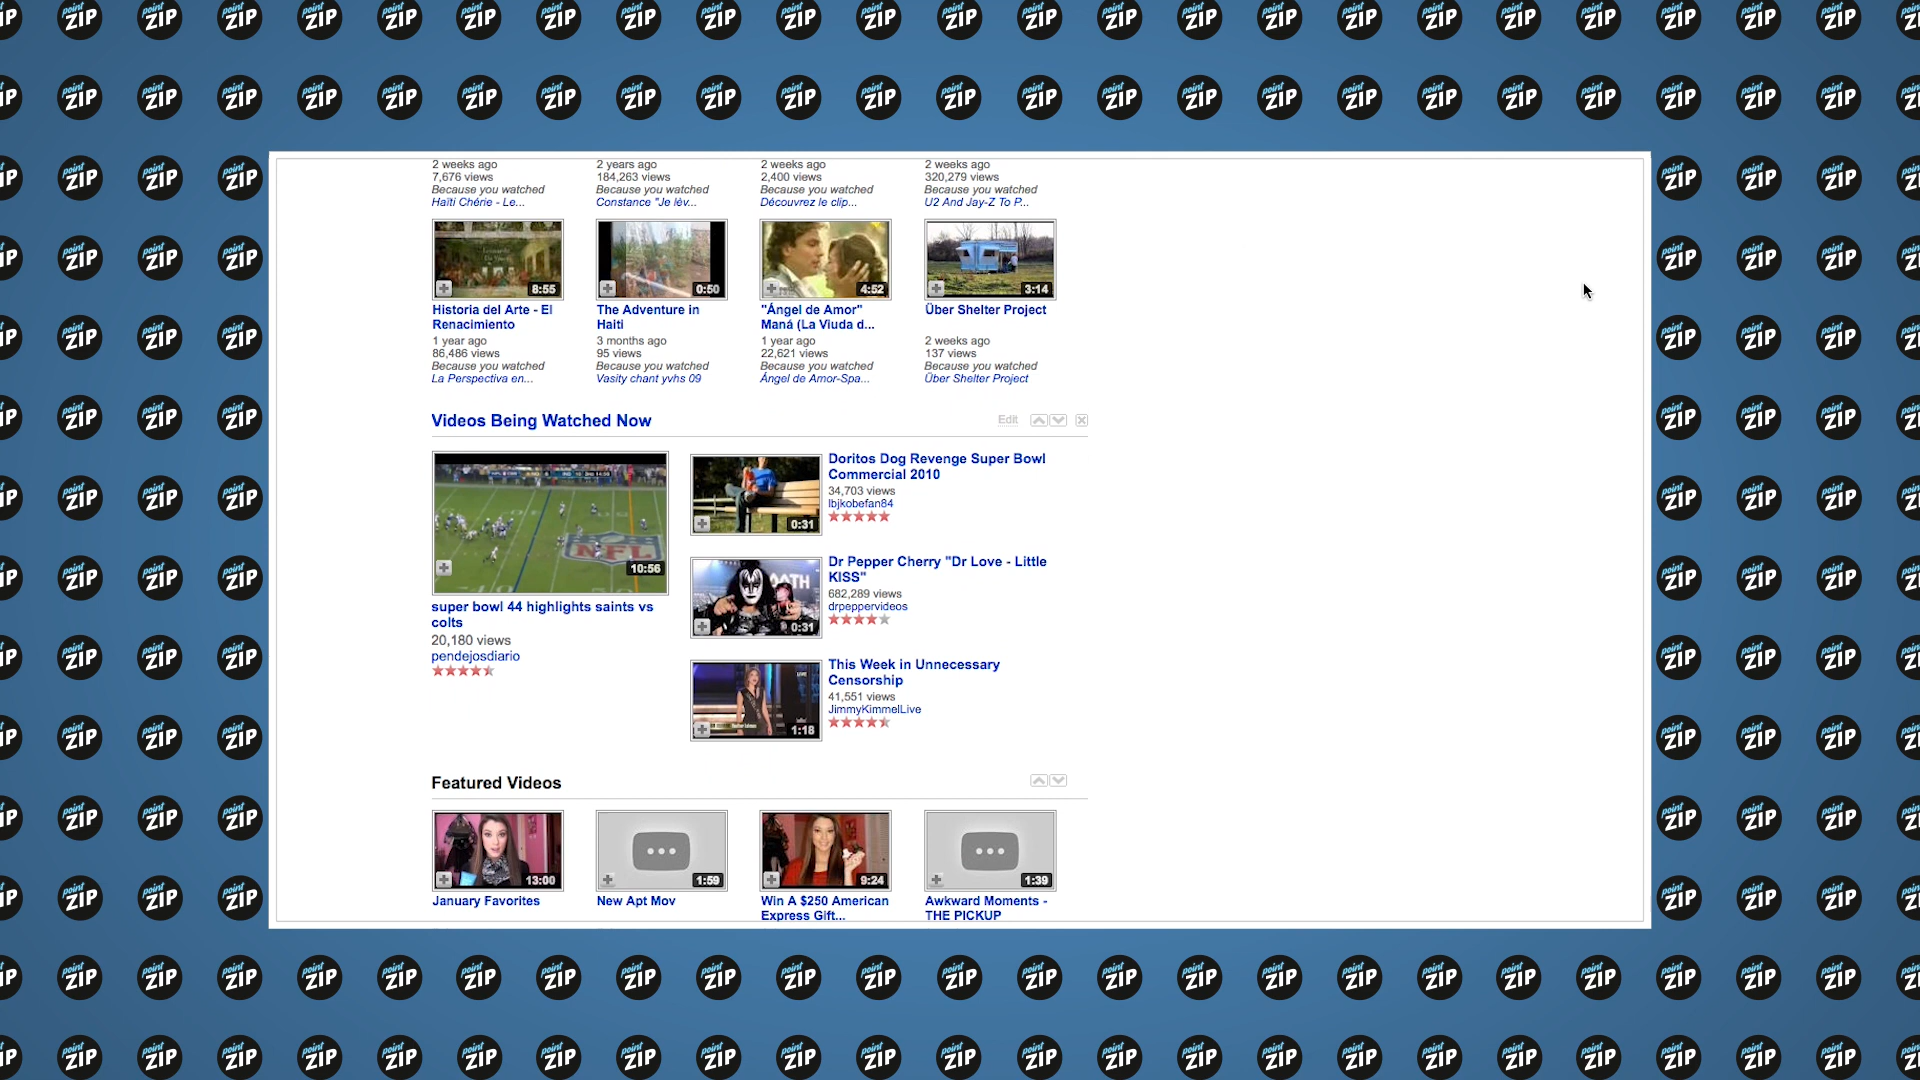 2 weeks ago
7,676 views
Because you watched
Haïti Chérie - Le...
2 years ago
184,263 views
Because you watched
Constance "Je lèv...
2 weeks ago
2,400 views
Because you watched
Découvrez le clip...
2 weeks ago
320,279 views
Because you watched
U2 And Jay-Z To P...
8:55
Historia del Arte - El
Renacimiento
1 year ago
86,486 views
Because you watched
La Perspectiva en...
0:50
The Adventure in
Haiti
3 months ago
95 views
Because you watched
Vasity chant yvhs 09
4:52
"Ángel de Amor"
Maná (La Viuda d...
1 year ago
22,621 views
Because you watched
Ángel de Amor-Spa...
3:14
Über Shelter Project
2 weeks ago
137 views
Because you watched
Über Shelter Project
Videos Being Watched Now
Edit
NFL
10:56
super bowl 44 highlights saints vs
colts
20,180 views
pendejosdiario
0:31
Doritos Dog Revenge Super Bowl
Commercial 2010
34,703 views
lbjkobefan84
0:31
Dr Pepper Cherry "Dr Love - Little
KISS"
682,289 views
drpeppervideos
1:18
This Week in Unnecessary
Censorship
41,551 views
JimmyKimmelLive
Featured Videos
13:00
January Favorites
1:59
New Apt Mov
9:24
Win A $250 American
Express Gift...
1:39
Awkward Moments -
THE PICKUP
point
ZIP